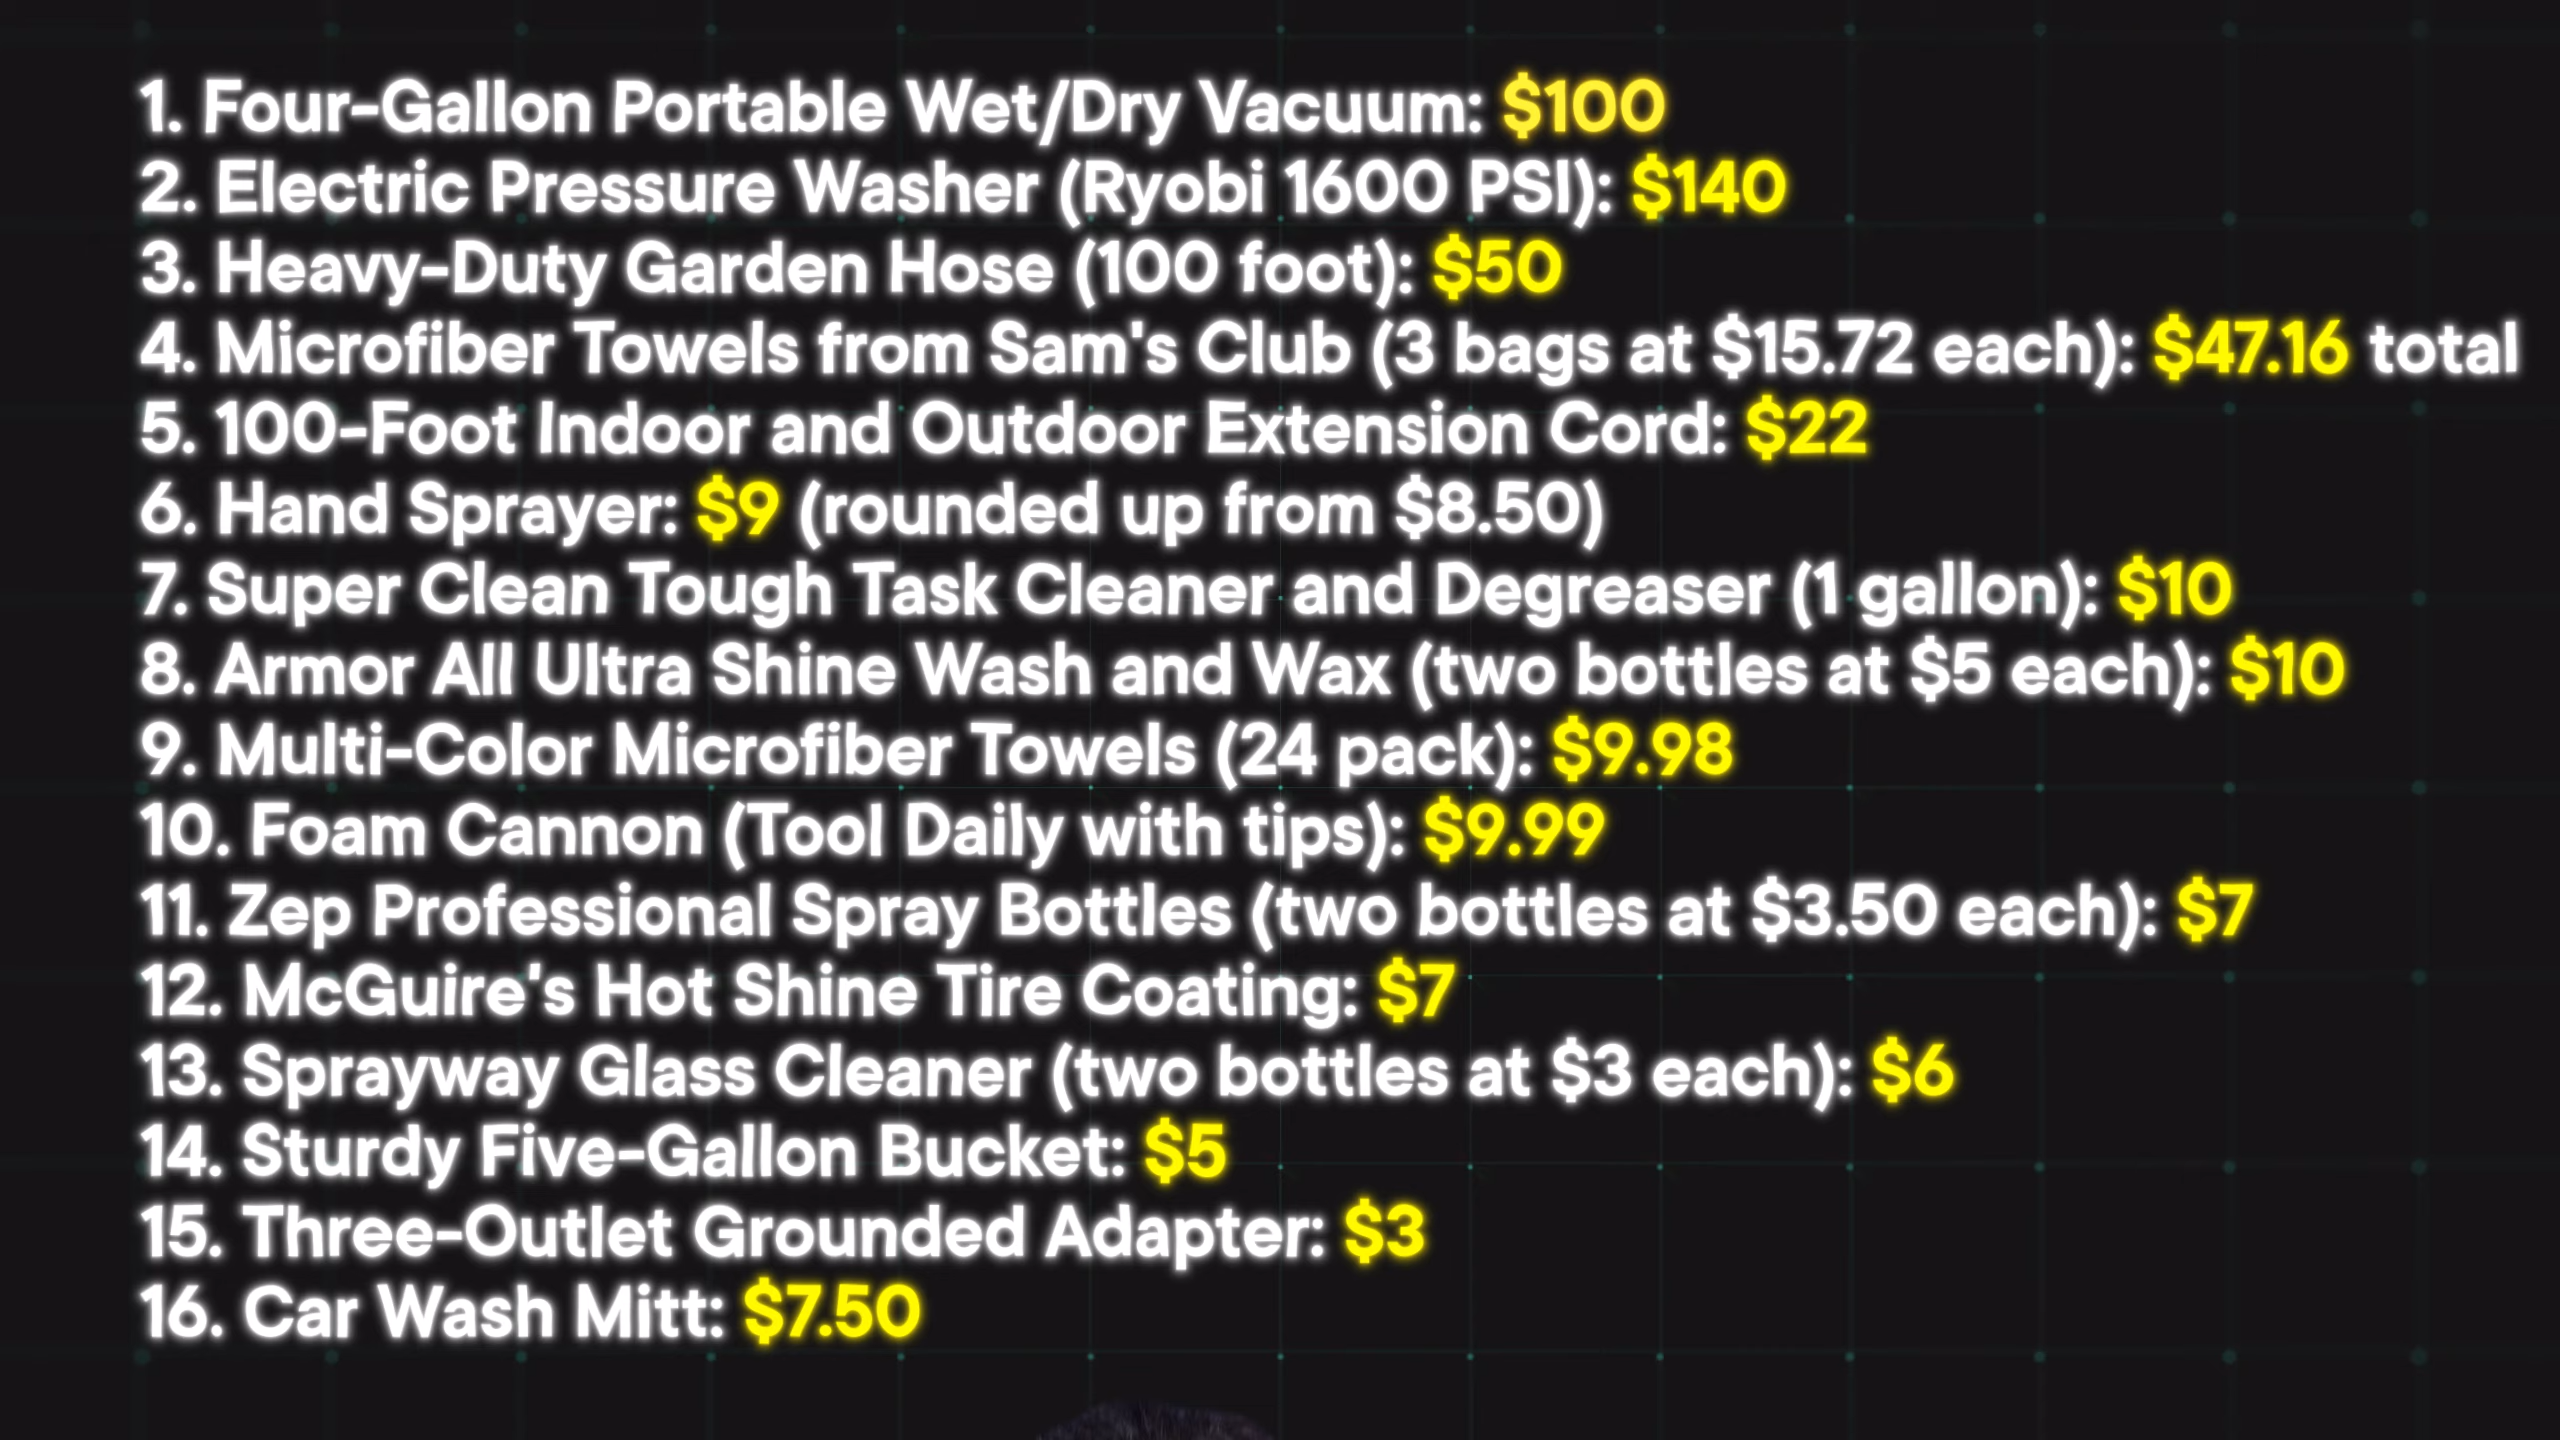 1. Four-Gallon Portable Wet/Dry Vacuum: $100
2. Electric Pressure Washer (Ryobi 1600 PSI): $140
3. Heavy-Duty Garden Hose (100 foot): $50
4. Microfiber Towels from Sam's Club (3 bags at $15.72 each): $47.16 total
5. 100-Foot Indoor and Outdoor Extension Cord: $22
6. Hand Sprayer: $9 (rounded up from $8.50)
7. Super Clean Tough Task Cleaner and Degreaser (1 gallon): $10
8. Armor All Ultra Shine Wash and Wax (two bottles at $5 each): $10
9. Multi-Color Microfiber Towels (24 pack): $9.98
10. Foam Cannon (Tool Daily with tips): $9.99
11. Zep Professional Spray Bottles (two bottles at $3.50 each): $7
12. McGuire's Hot Shine Tire Coating: $7
13. Sprayway Glass Cleaner (two bottles at $3 each): $6
14. Sturdy Five-Gallon Bucket: $5
15. Three-Outlet Grounded Adapter: $3
16. Car Wash Mitt: $7.50